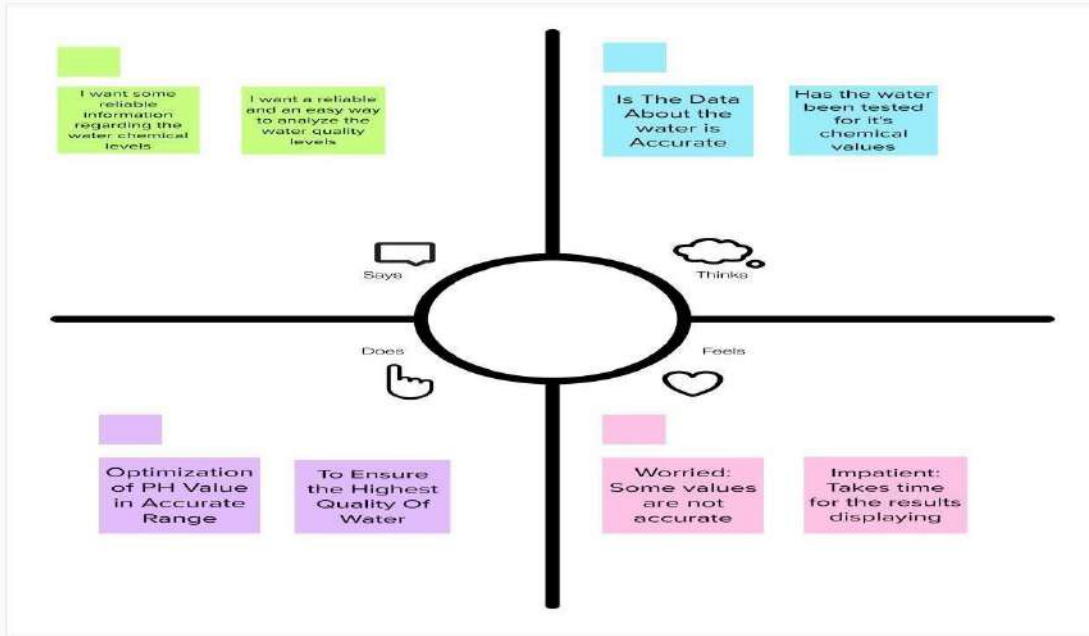 I want some
reliable
information
regarding the
water chemical
levels
I want a reliable
and an easy way
to analyze the
water quality
levels
Is The Data
About the
water is
Accurate
Has the water
been tested
for it's
chemical
values
Says
Thinks
Does
Feels
Optimization
of PH Value
in Accurate
Range
To Ensure
the Highest
Quality Of
Water
Worried:
Some values
are not
accurate
Impatient:
Takes time
for the results
displaying